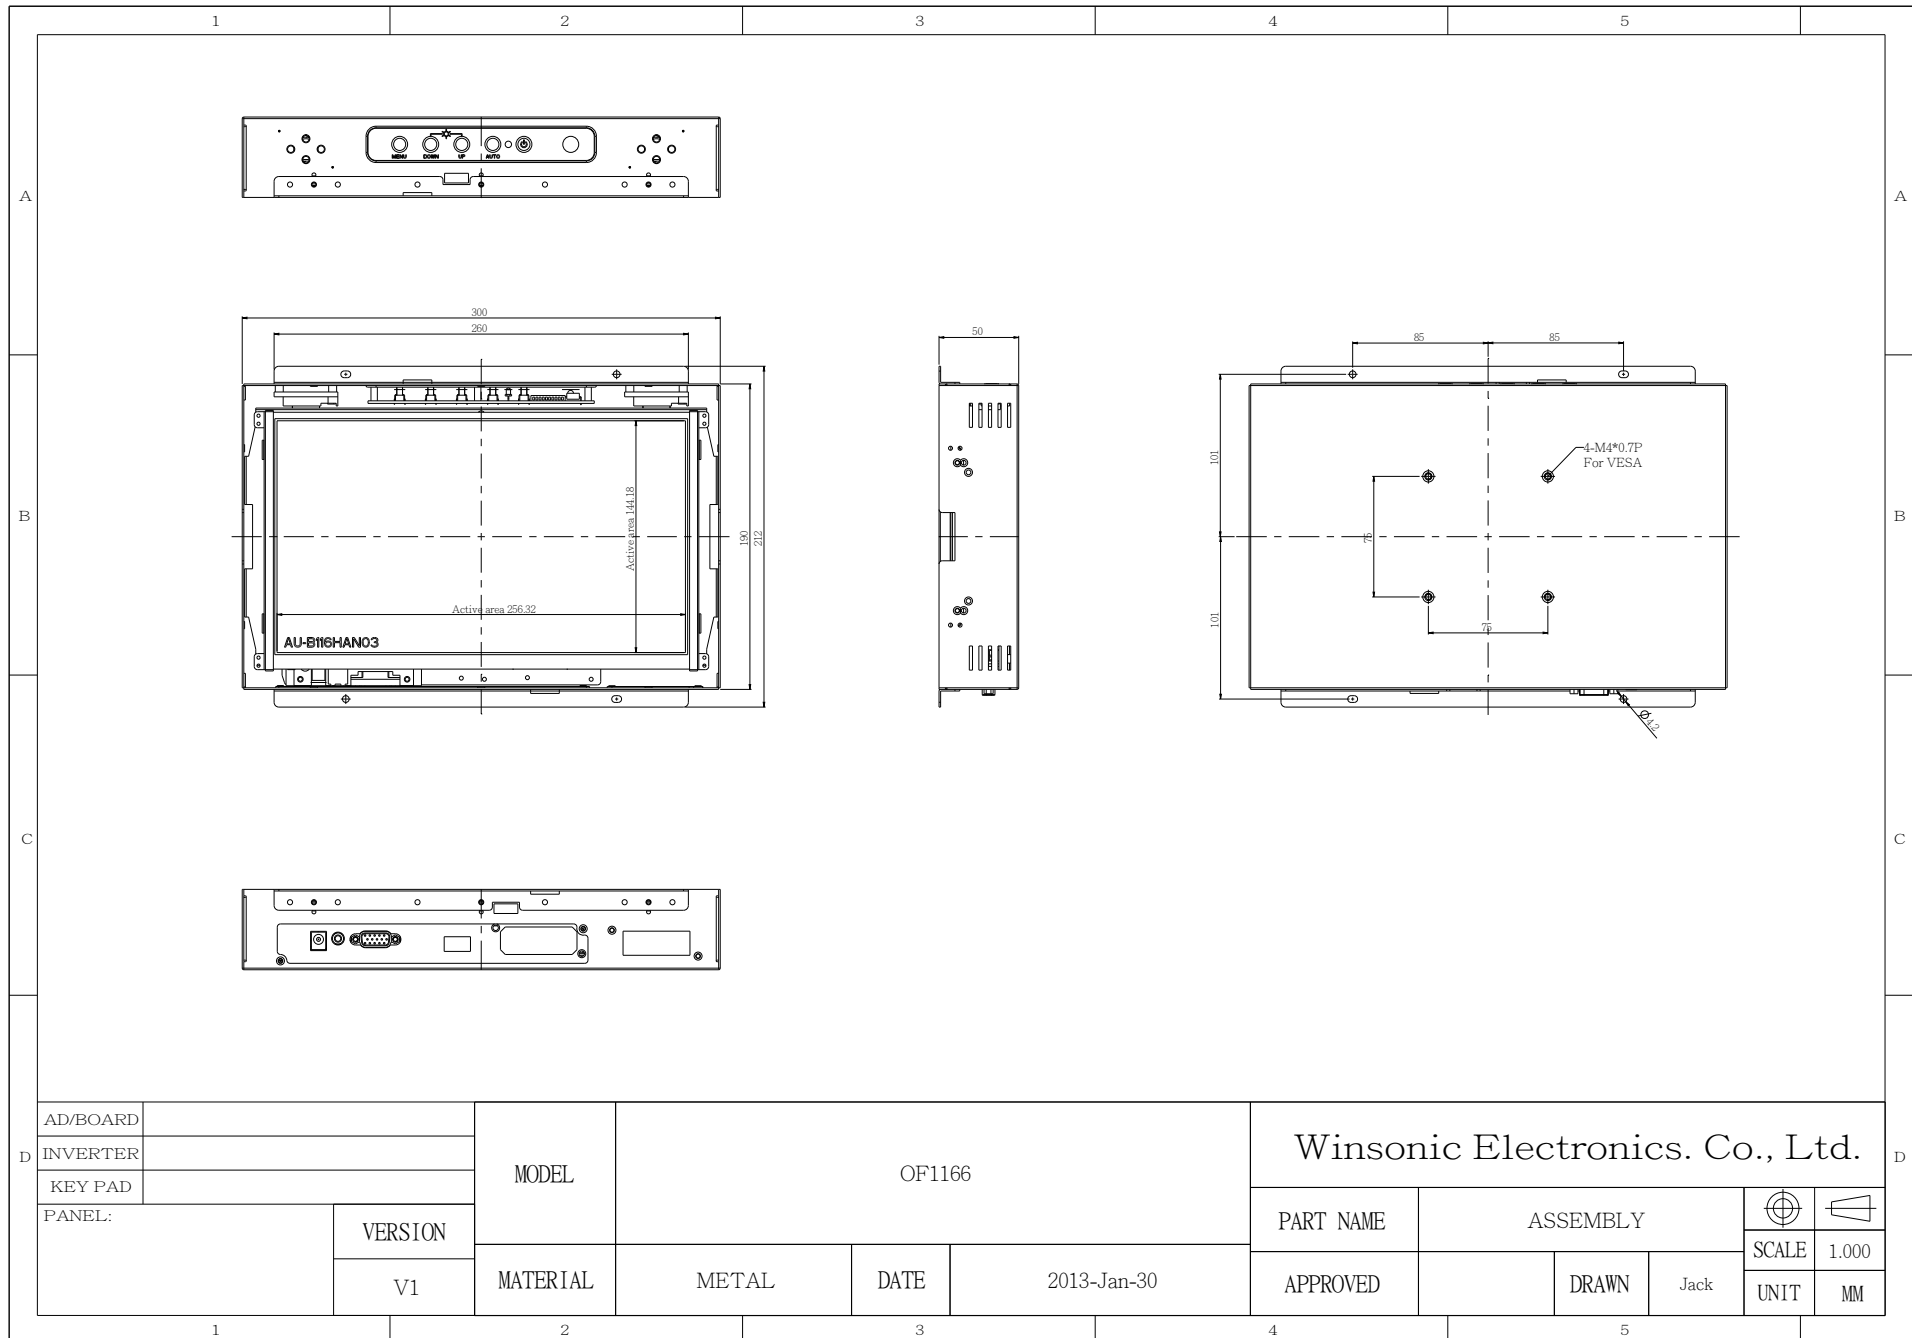 1 2 3 4 5
MENU DOWN UP AUTO
A A
300
260
50
85 85
4-M4*0.7P
For VESA
101
Active area 144.18
B B
190
212
75
Active area 256.32
101
75
AU-B116HAN03
Ø4.2
C C
AD/BOARD
INVERTER
KEY PAD
PANEL:
VERSION
V1
MODEL
OF1166
MATERIAL
METAL
DATE
2013-Jan-30
Winsonic Electronics. Co., Ltd.
PART NAME
ASSEMBLY
APPROVED
DRAWN
Jack
SCALE
1.000
UNIT
MM
D D
1 2 3 4 5